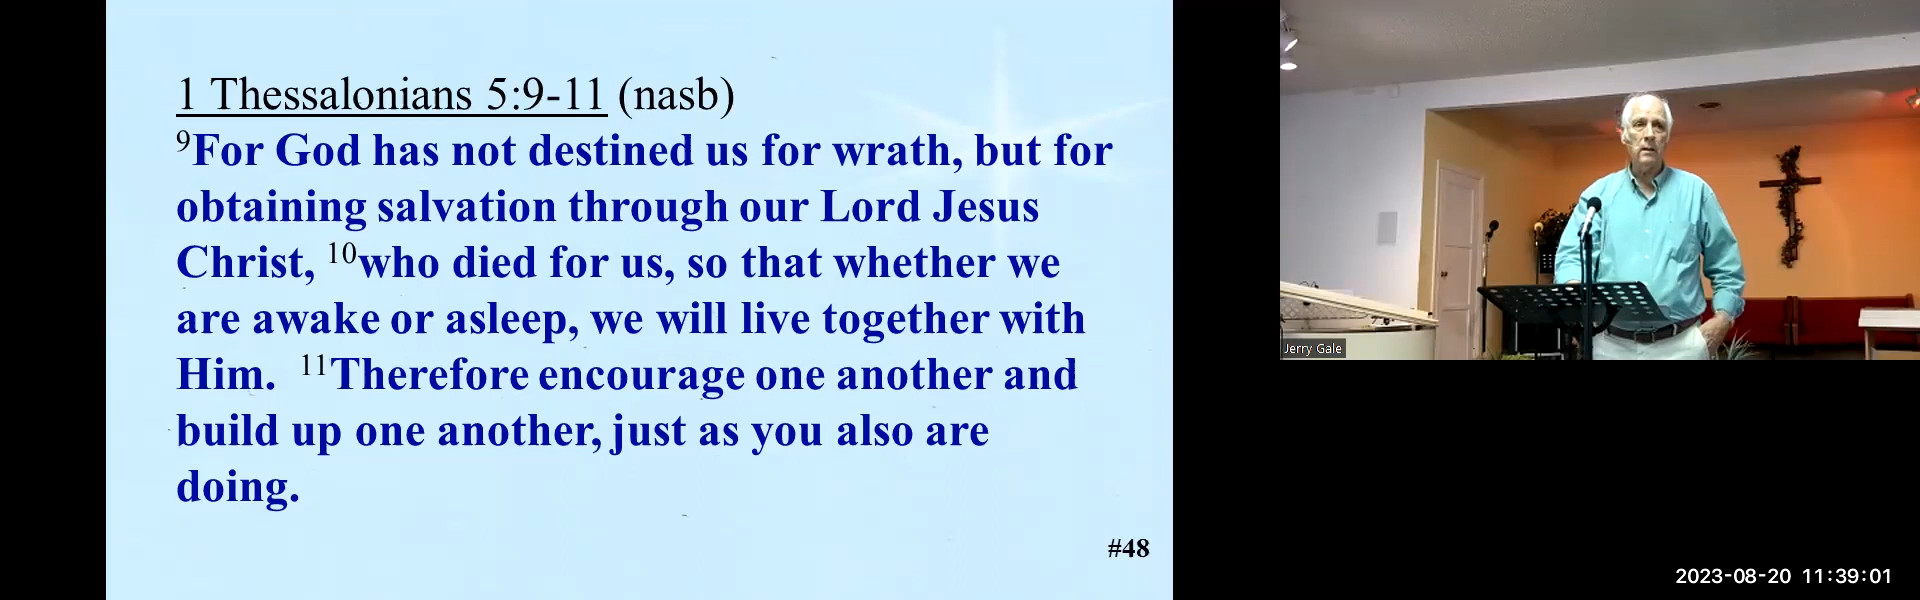 1 Thessalonians 5:9-11 (nasb)
9For God has not destined us for wrath, but for
obtaining salvation through our Lord Jesus
Christ, 10who died for us, so that whether we
are awake or asleep, we will live together with
Him.  11Therefore encourage one another and
build up one another, just as you also are
doing.
#48
Jerry Gale
2023-08-20 11:39:01